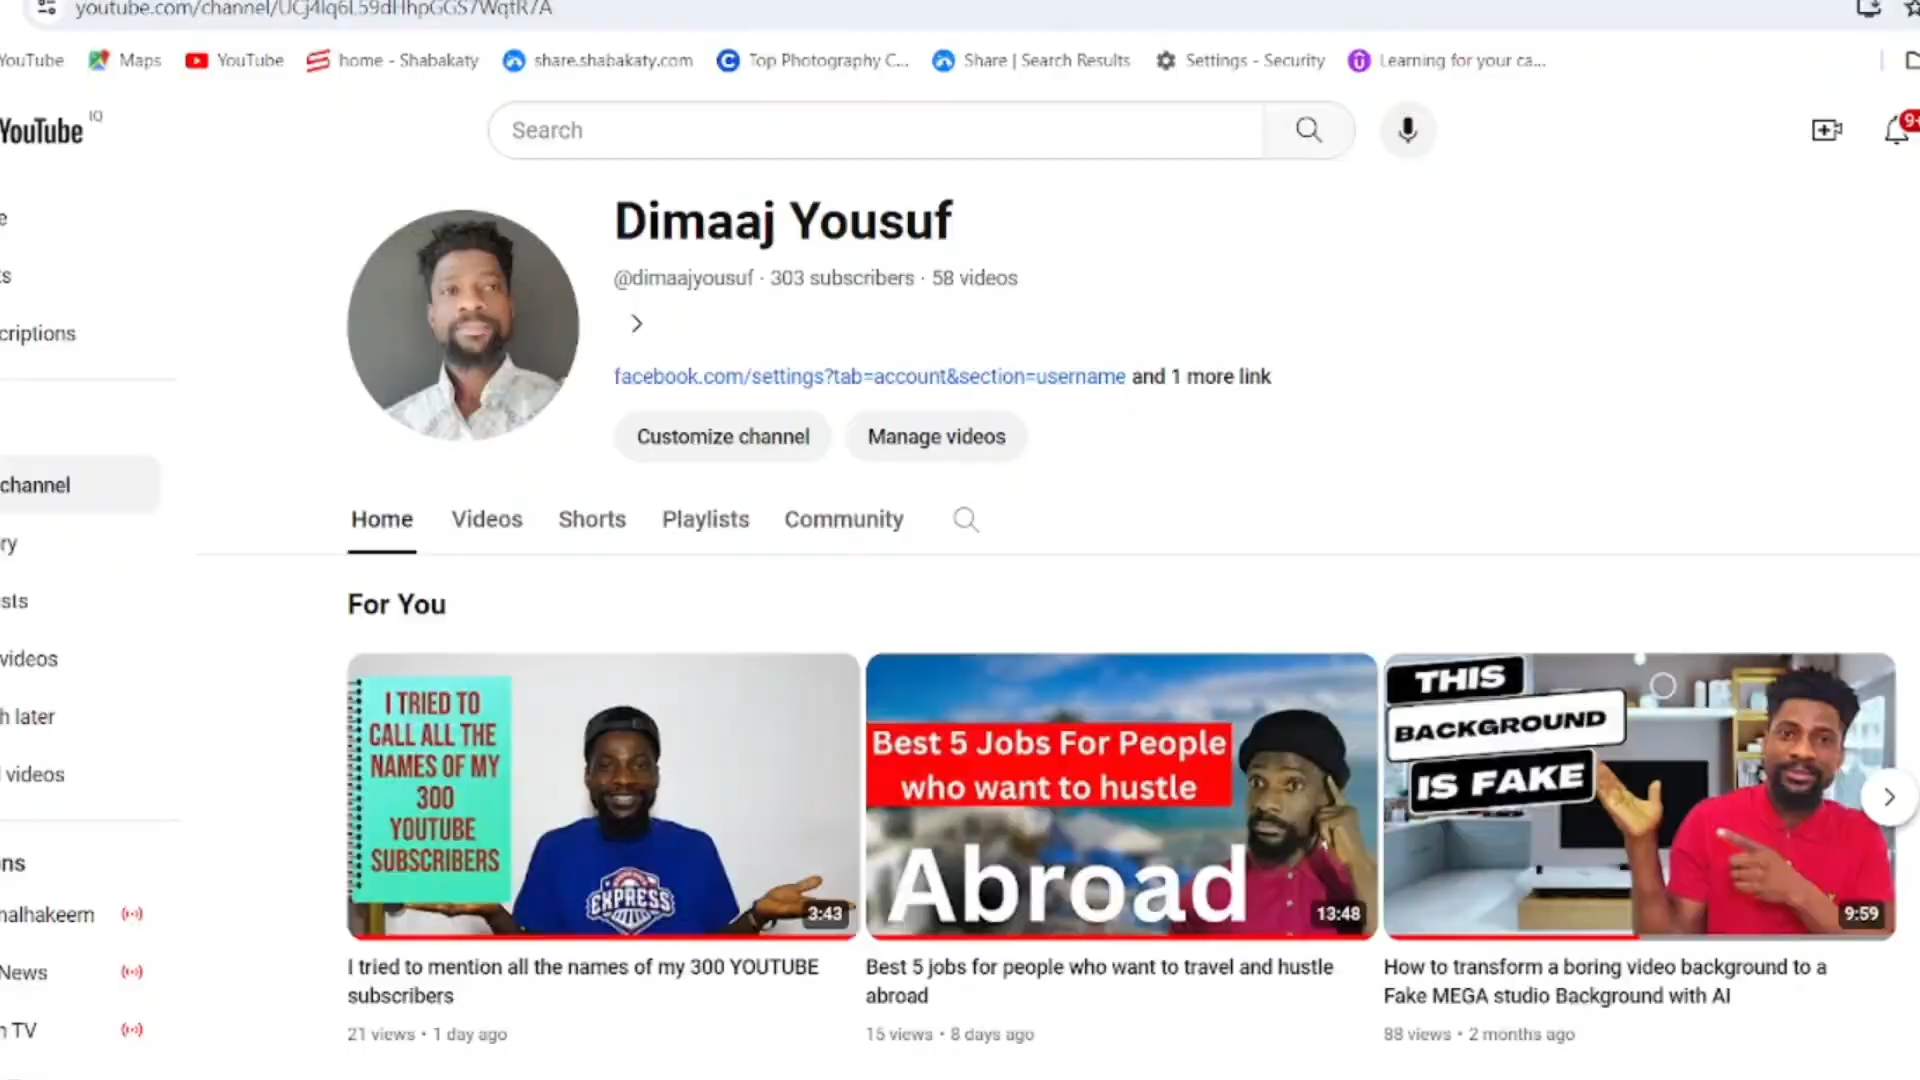 youtube.com/channel/UCj4lq6L59dHhpGGS7WqtR7A
YouTube
Maps
YouTube
home - Shabakaty
share.shabakaty.com
Top Photography C...
Share | Search Results
Settings - Security
Learning for your ca...
YouTube IQ
Search
9+
Dimaaj Yousuf
@dimaajyousuf · 303 subscribers · 58 videos
facebook.com/settings?tab=account&section=username and 1 more link
Customize channel
Manage videos
criptions
channel
ry
sts
videos
h later
videos
ns
nalhakeem
News
TV
Home
Videos
Shorts
Playlists
Community
For You
I TRIED TO
CALL ALL THE
NAMES OF MY
300
YOUTUBE
SUBSCRIBERS
EXPRESS
3:43
Best 5 Jobs For People
who want to hustle
Abroad
13:48
THIS
BACKGROUND
IS FAKE
9:59
I tried to mention all the names of my 300 YOUTUBE
subscribers
21 views • 1 day ago
Best 5 jobs for people who want to travel and hustle
abroad
15 views • 8 days ago
How to transform a boring video background to a
Fake MEGA studio Background with AI
88 views • 2 months ago